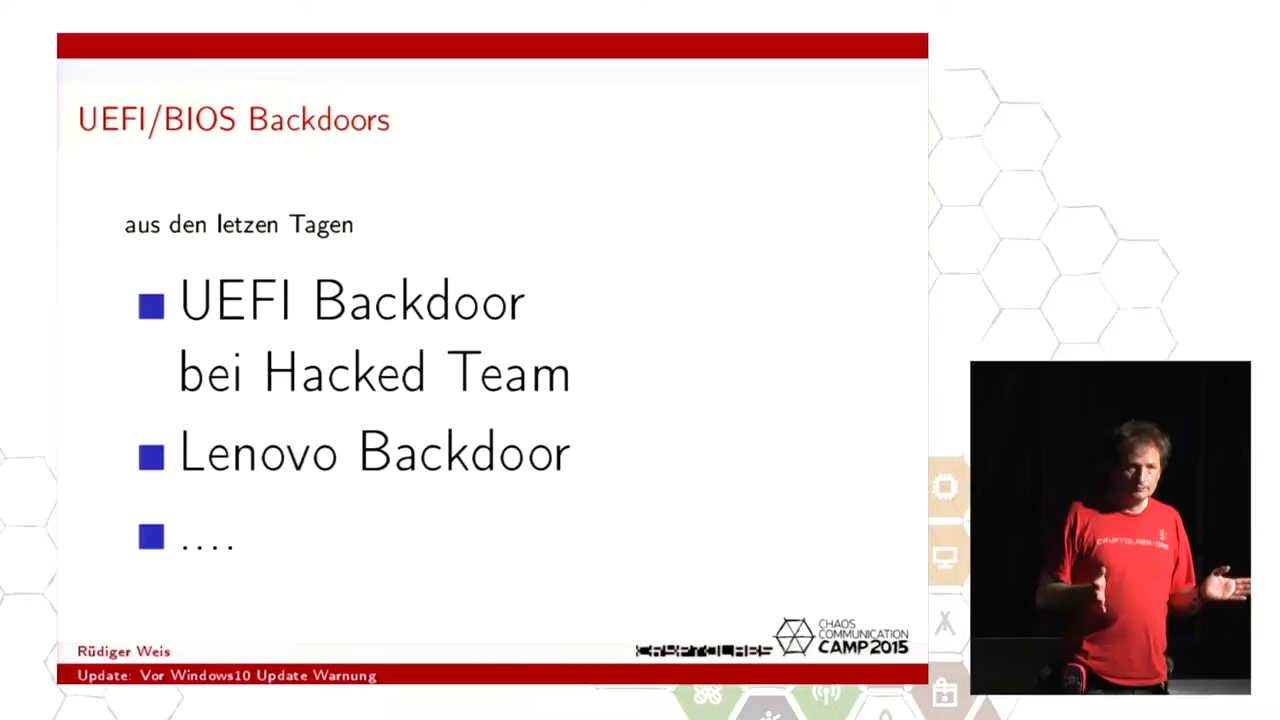 UEFI/BIOS Backdoors
aus den letzen Tagen
UEFI Backdoor
bei Hacked Team
Lenovo Backdoor
....
Rüdiger Weis
CRYPTOLABS
CHAOS
COMMUNICATION
CAMP 2015
Update: Vor Windows10 Update Warnung